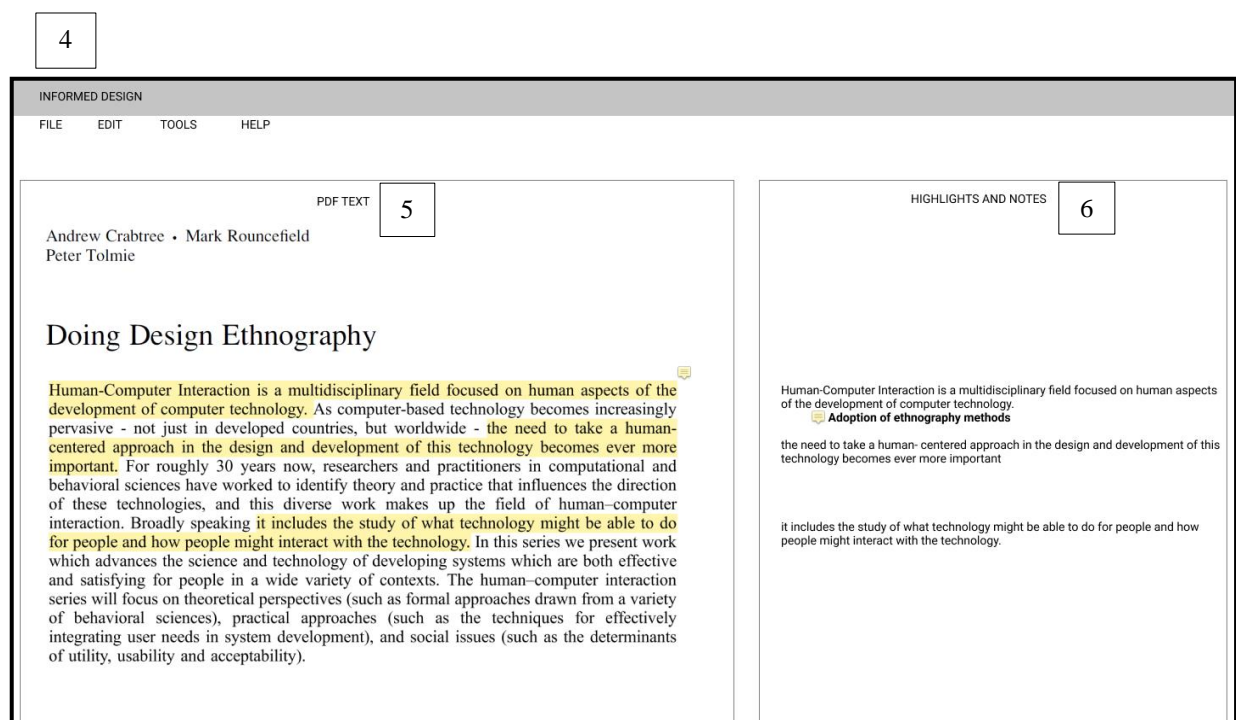 4
INFORMED DESIGN
FILE EDIT TOOLS HELP
PDF TEXT
5
Andrew Crabtree • Mark Rouncefield
Peter Tolmie
Doing Design Ethnography
Human-Computer Interaction is a multidisciplinary field focused on human aspects of the
development of computer technology. As computer-based technology becomes increasingly
pervasive - not just in developed countries, but worldwide - the need to take a human-
centered approach in the design and development of this technology becomes ever more
important. For roughly 30 years now, researchers and practitioners in computational and
behavioral sciences have worked to identify theory and practice that influences the direction
of these technologies, and this diverse work makes up the field of human–computer
interaction. Broadly speaking it includes the study of what technology might be able to do
for people and how people might interact with the technology. In this series we present work
which advances the science and technology of developing systems which are both effective
and satisfying for people in a wide variety of contexts. The human–computer interaction
series will focus on theoretical perspectives (such as formal approaches drawn from a variety
of behavioral sciences), practical approaches (such as the techniques for effectively
integrating user needs in system development), and social issues (such as the determinants
of utility, usability and acceptability).
HIGHLIGHTS AND NOTES
6
Human-Computer Interaction is a multidisciplinary field focused on human aspects
of the development of computer technology.
Adoption of ethnography methods
the need to take a human- centered approach in the design and development of this
technology becomes ever more important
it includes the study of what technology might be able to do for people and how
people might interact with the technology.